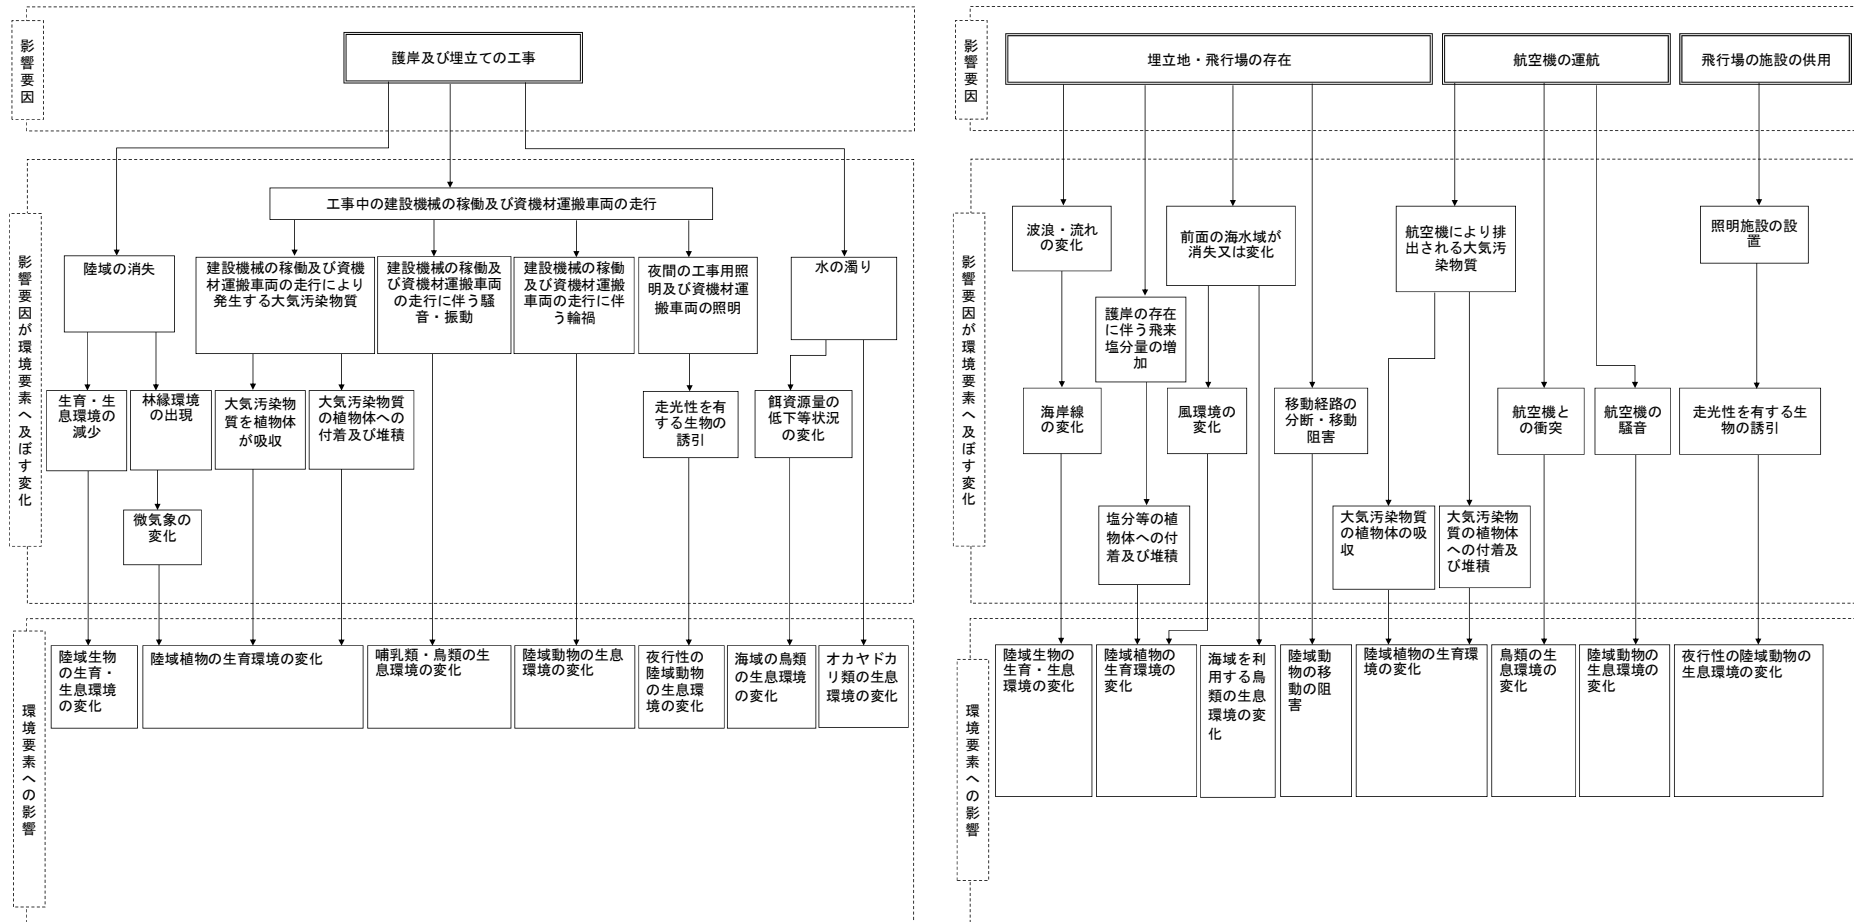 影響要因
護岸及び埋立ての工事
影響要因が環境要素へ及ぼす変化
工事中の建設機械の稼働及び資機材運搬車両の走行
陸域の消失
建設機械の稼働及び資機
材運搬車両の走行により
発生する大気汚染物質
建設機械の稼働及
び資機材運搬車両
の走行に伴う騒
音・振動
建設機械の稼働
及び資機材運搬
車両の走行に伴
う輪禍
夜間の工事用照
明及び資機材運
搬車両の照明
水の濁り
生育・生
息環境の
減少
林縁環境
の出現
大気汚染物
質を植物体
が吸収
大気汚染物質
の植物体への
付着及び堆積
走光性を有
する生物の
誘引
餌資源量の
低下等状況
の変化
微気象の
変化
環境要素への影響
陸域生物
の生育・
生息環境
の変化
陸域植物の生育環境の変化
哺乳類・鳥類の生
息環境の変化
陸域動物の生息
環境の変化
夜行性の
陸域動物
の生息環
境の変化
海域の鳥類
の生息環境
の変化
オカヤドカ
リ類の生息
環境の変化
影響要因
埋立地・飛行場の存在
航空機の運航
飛行場の施設の供用
影響要因が環境要素へ及ぼす変化
波浪・流れ
の変化
前面の海水域が
消失又は変化
航空機により排
出される大気汚
染物質
照明施設の設
置
護岸の存在
に伴う飛来
塩分量の増
加
海岸線
の変化
風環境の
変化
移動経路の
分断・移動
阻害
航空機と
の衝突
航空機の
騒音
走光性を有する生
物の誘引
塩分等の植
物体への付
着及び堆積
大気汚染物質
の植物体の吸
収
大気汚染物
質の植物体
への付着及
び堆積
環境要素への影響
陸域生物の
生育・生息
環境の変化
陸域植物の
生育環境の
変化
海域を利
用する鳥
類の生息
環境の変
化
陸域動
物の移
動の阻
害
陸域植物の生育環
境の変化
鳥類の生
息環境の
変化
陸域動物の
生息環境の
変化
夜行性の陸域動物の
生息環境の変化